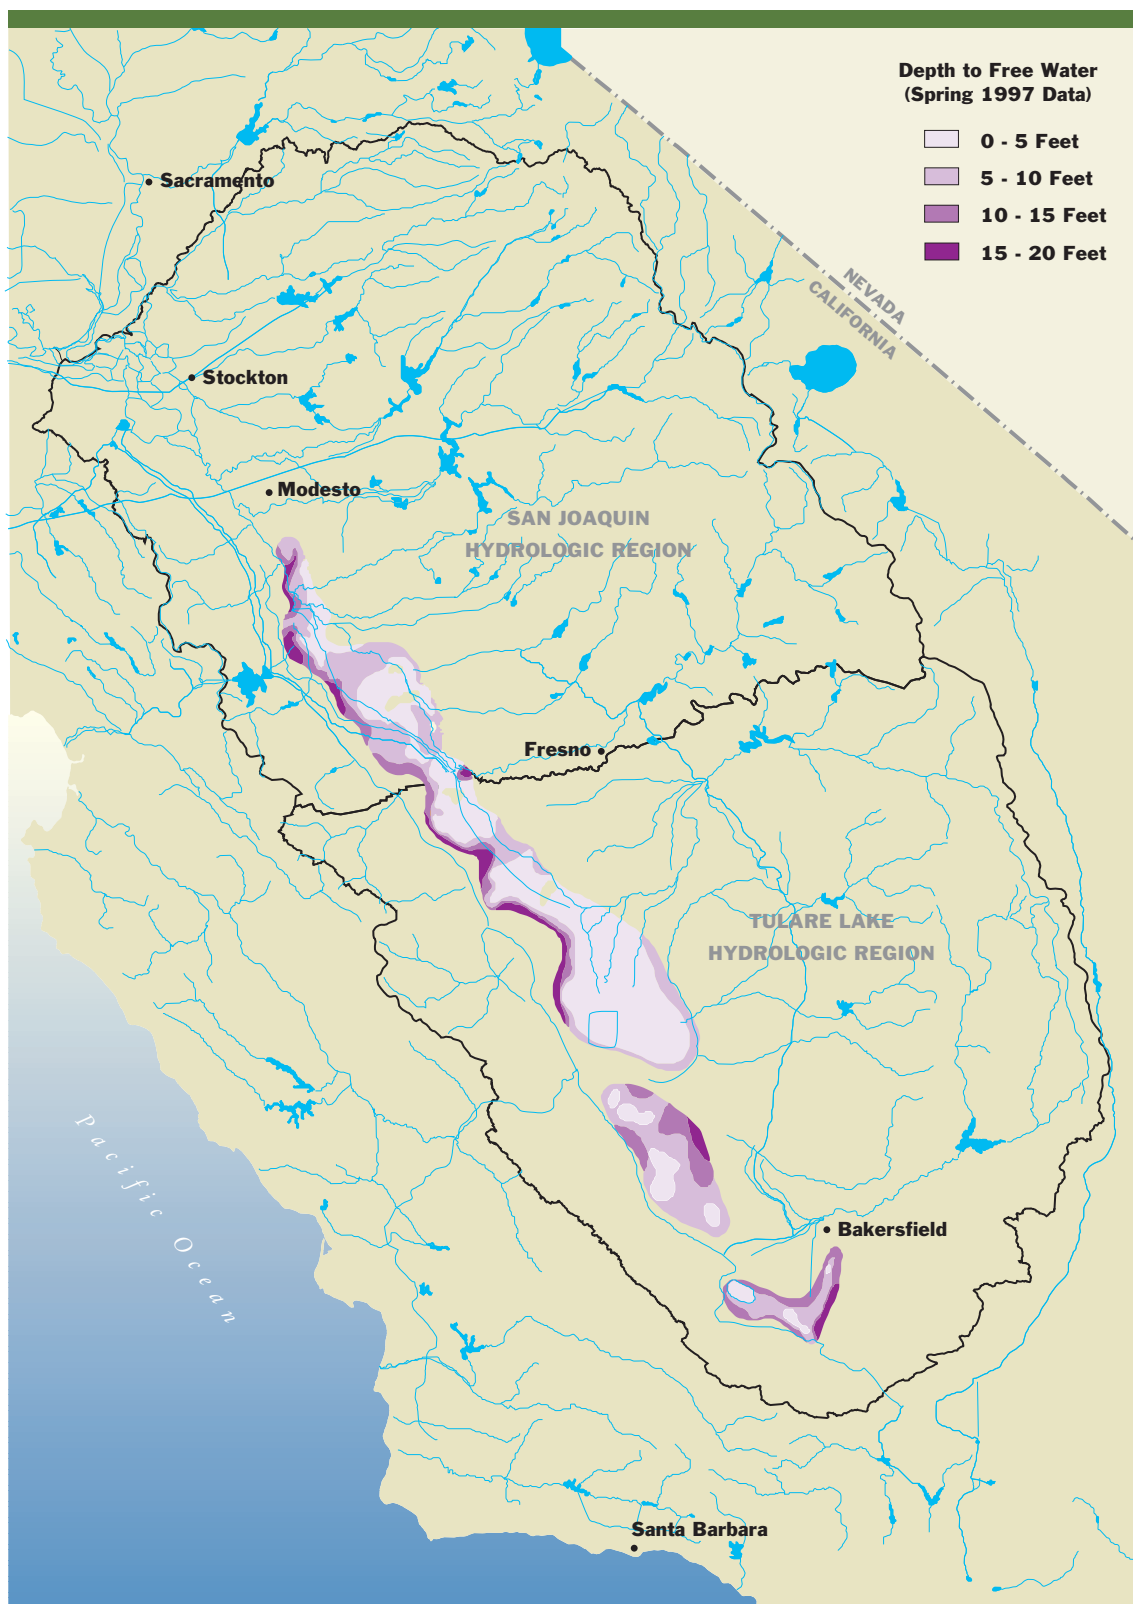 Depth to Free Water
(Spring 1997 Data)
0 - 5 Feet
5 - 10 Feet
10 - 15 Feet
15 - 20 Feet
Sacramento
NEVADA
CALIFORNIA
Stockton
Modesto
SAN JOAQUIN
HYDROLOGIC REGION
Fresno
TULARE LAKE
HYDROLOGIC REGION
Pacific Ocean
Bakersfield
Santa Barbara